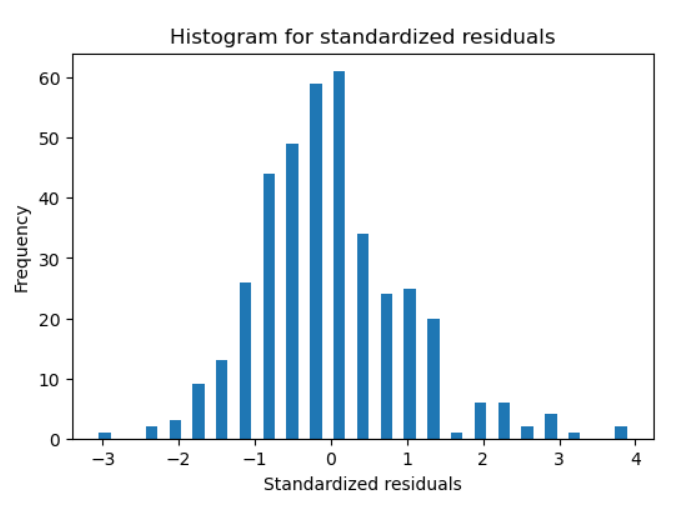 Histogram for standardized residuals
60
50
40
30
20
10
0
Frequency
−3 −2 −1 0 1 2 3 4
Standardized residuals